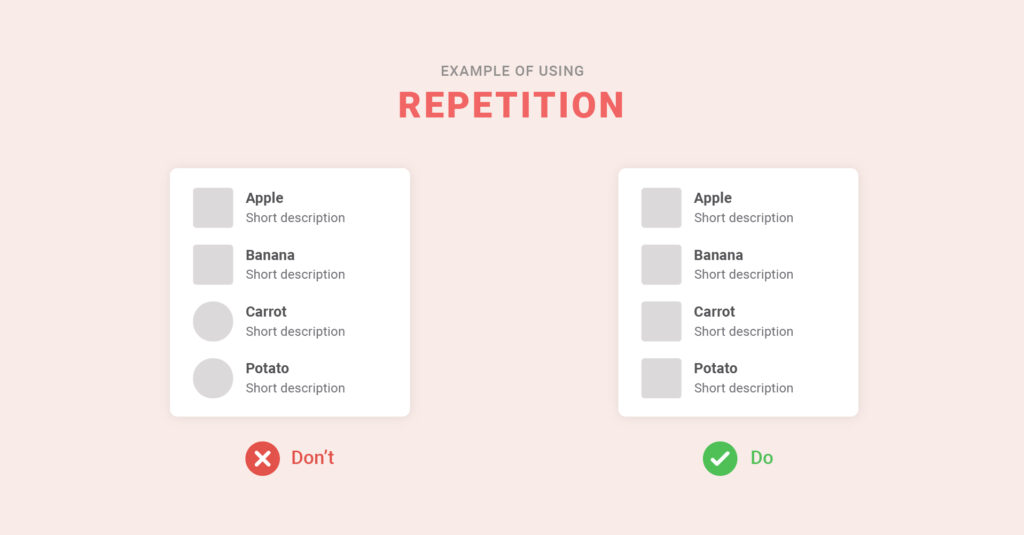 EXAMPLE OF USING
REPETITION
Apple
Short description
Banana
Short description
Carrot
Short description
Potato
Short description
Don’t
Apple
Short description
Banana
Short description
Carrot
Short description
Potato
Short description
Do